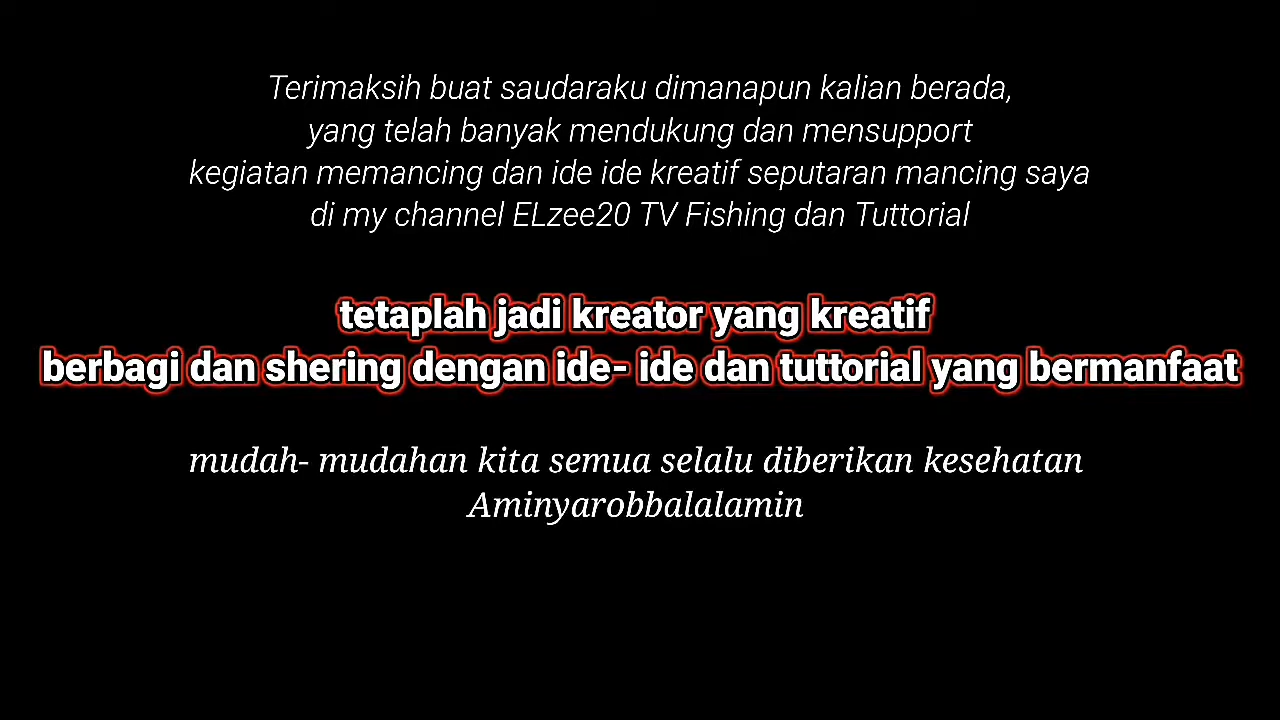 Terimaksih buat saudaraku dimanapun kalian berada,
yang telah banyak mendukung dan mensupport
kegiatan memancing dan ide ide kreatif seputaran mancing saya
di my channel ELzee20 TV Fishing dan Tuttorial
tetaplah jadi kreator yang kreatif
berbagi dan shering dengan ide- ide dan tuttorial yang bermanfaat
mudah- mudahan kita semua selalu diberikan kesehatan
Aminyarobbalalamin